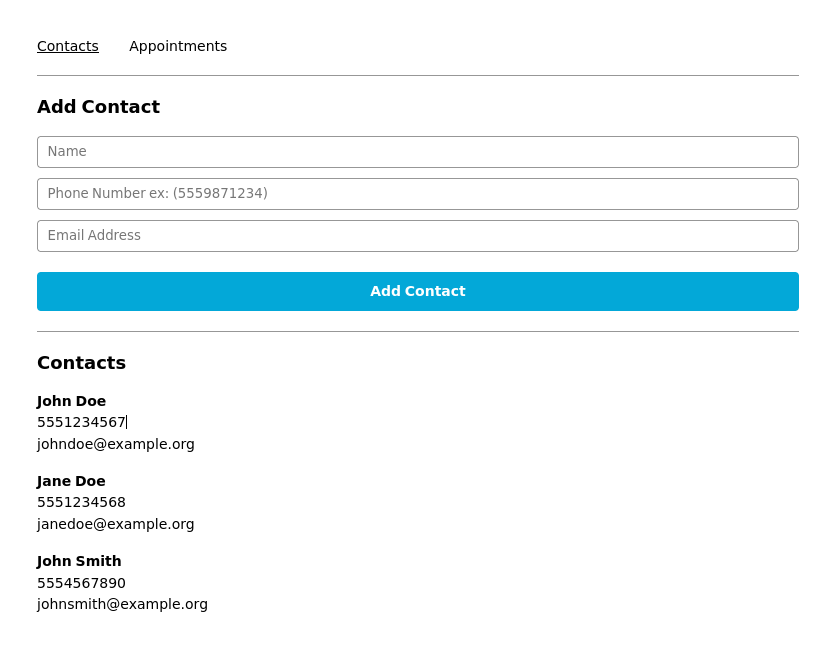 Contacts Appointments
Add Contact
Name
Phone Number ex: (5559871234)
Email Address
Add Contact
Contacts
John Doe
5551234567
johndoe@example.org
Jane Doe
5551234568
janedoe@example.org
John Smith
5554567890
johnsmith@example.org